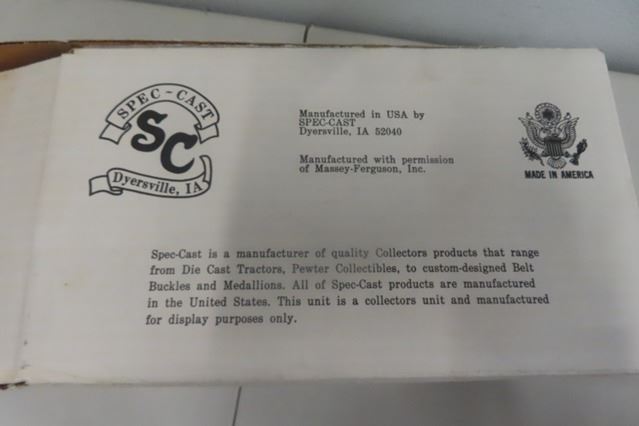 SPEC-CAST
SC
Dyersville, IA
Manufactured in USA by
SPEC-CAST
Dyersville, IA 52040
Manufactured with permission
of Massey-Ferguson, Inc.
MADE IN AMERICA
Spec-Cast is a manufacturer of quality Collectors products that range
from Die Cast Tractors, Pewter Collectibles, to custom-designed Belt
Buckles and Medallions. All of Spec-Cast products are manufactured
in the United States. This unit is a collectors unit and manufactured
for display purposes only.